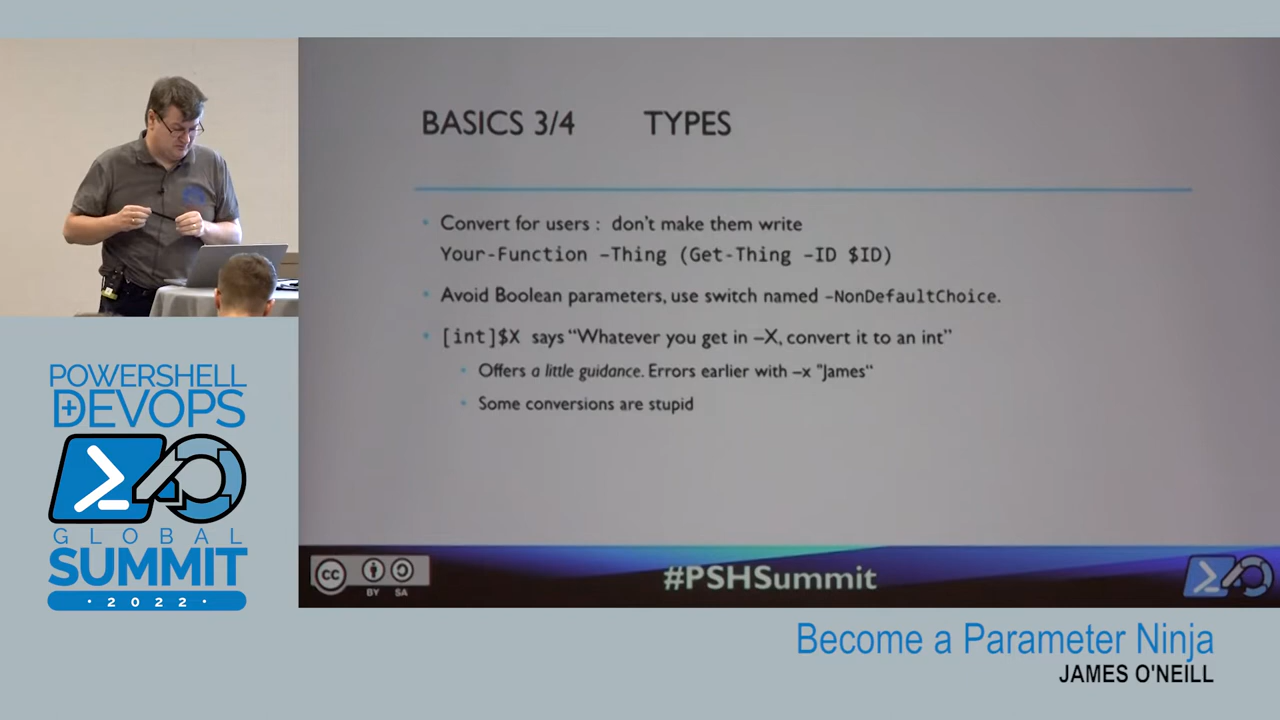 BASICS 3/4 TYPES
Convert for users : don't make them write
Your-Function –Thing (Get-Thing –ID $ID)
Avoid Boolean parameters, use switch named -NonDefaultChoice.
[int]$X says “Whatever you get in –X, convert it to an int”
Offers a little guidance. Errors earlier with –x "James“
Some conversions are stupid
cc BY SA
#PSHSummit
POWERSHELL
DEVOPS
GLOBAL
SUMMIT
· 2022 ·
Become a Parameter Ninja
JAMES O'NEILL